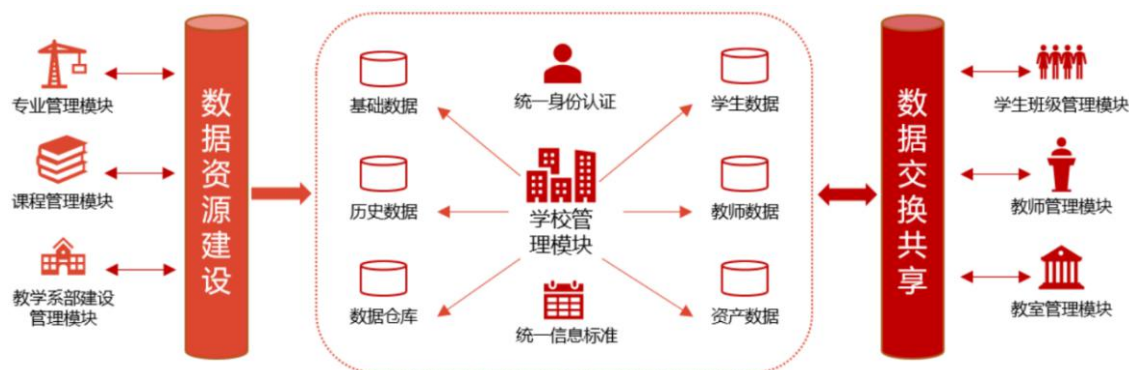 专业管理模块
课程管理模块
教学系部建设
管理模块
数据资源建设
基础数据
历史数据
数据仓库
统一身份认证
学校管
理模块
统一信息标准
学生数据
教师数据
资产数据
数据交换共享
学生班级管理模块
教师管理模块
教室管理模块